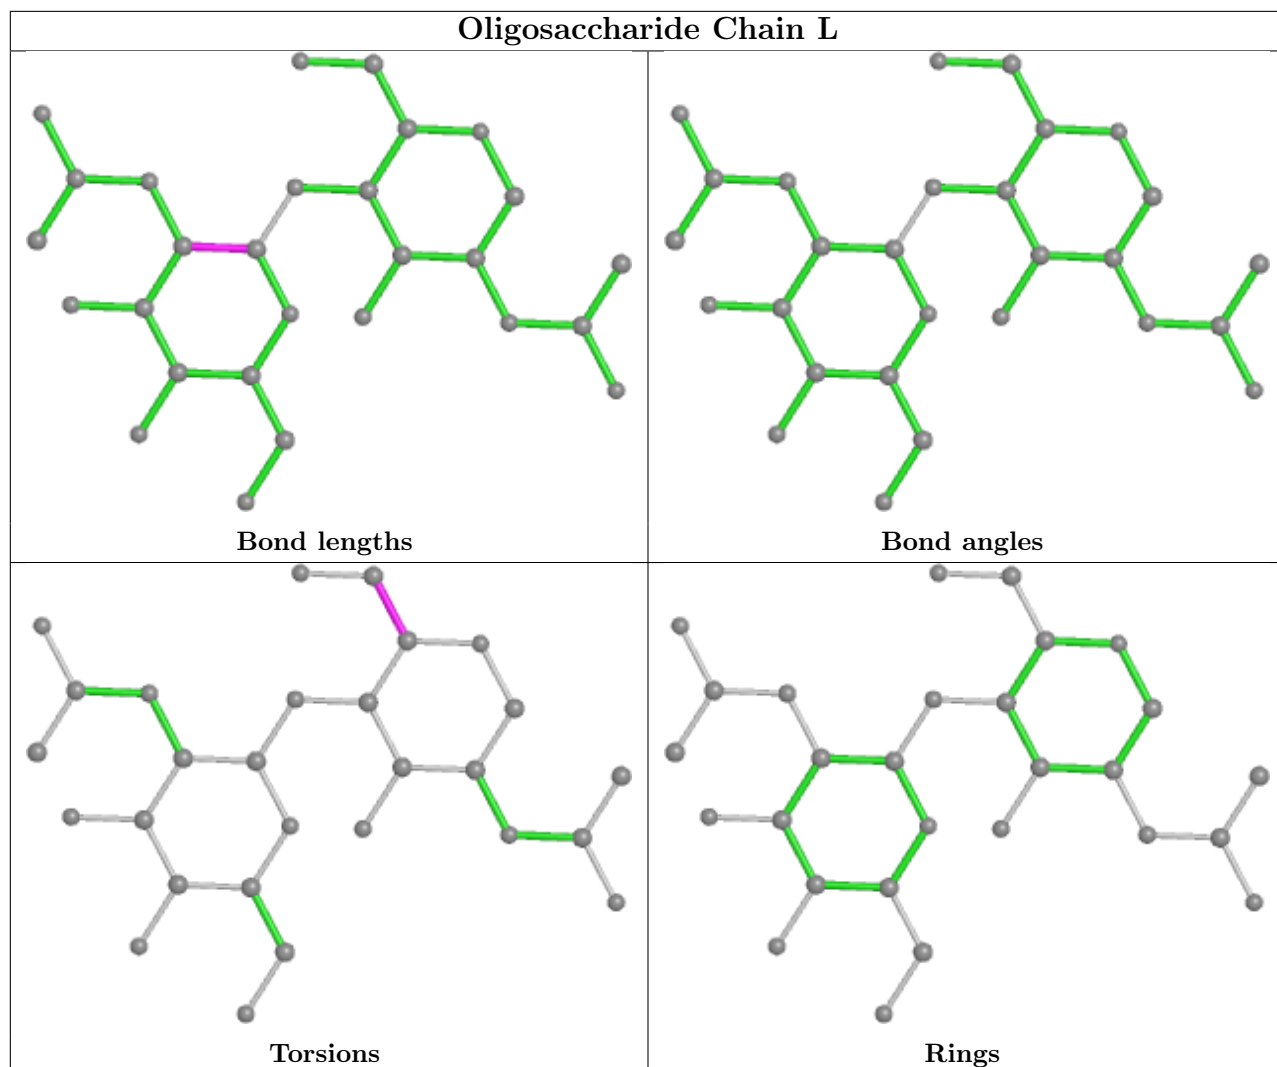 Oligosaccharide Chain L
Bond lengths
Bond angles
Torsions
Rings